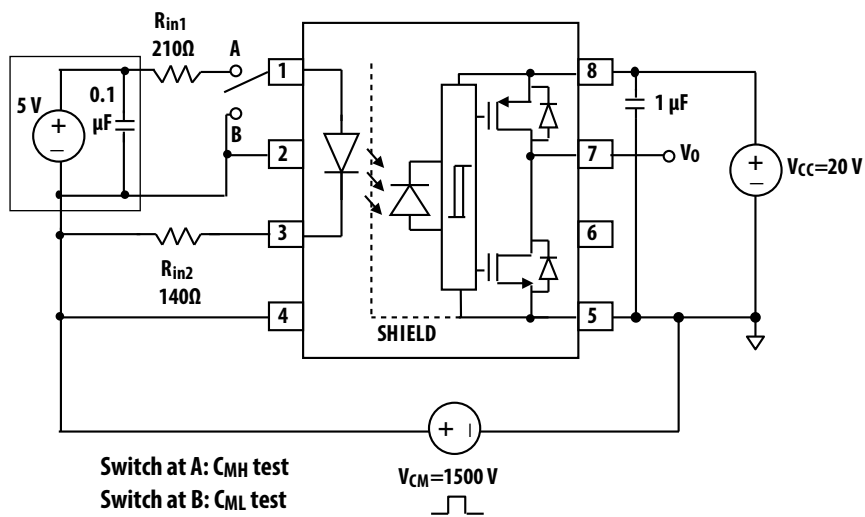 Rin1
210Ω
A
5 V
+
−
0.1
µF
B
1
2
3
4
Rin2
140Ω
SHIELD
8
7
6
5
1 µF
VO
+
−
VCC=20 V
+ −
VCM=1500 V
Switch at A: CMH test
Switch at B: CML test